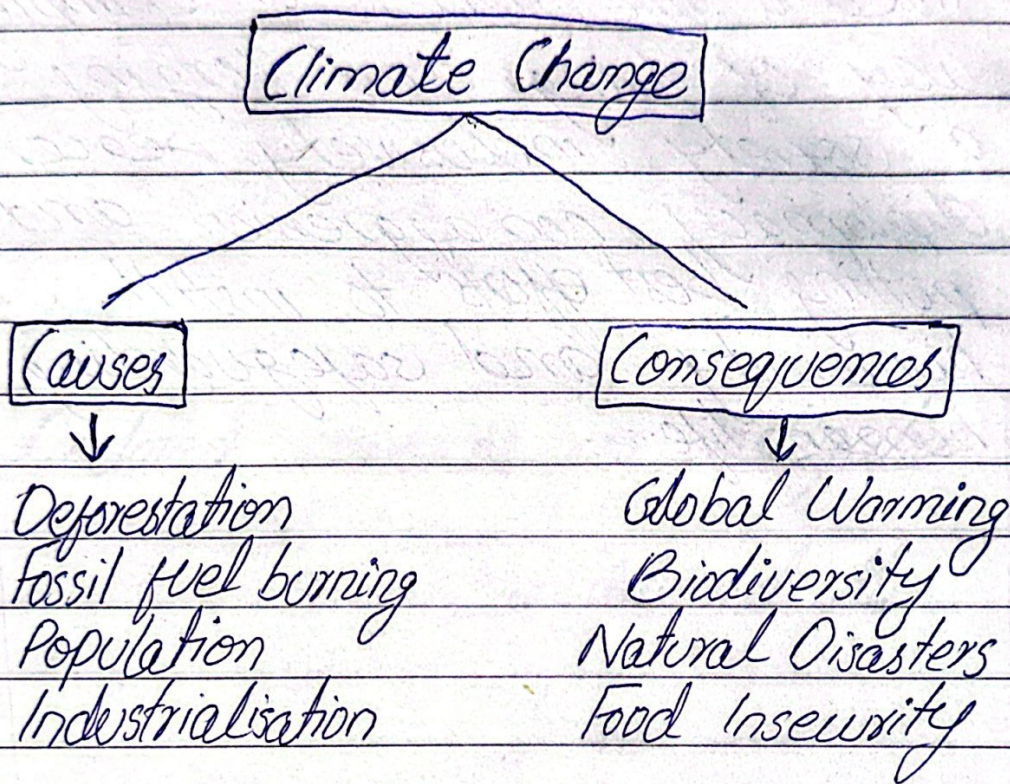 Climate Change
Causes
Deforestation
Fossil fuel burning
Population
Industrialisation
Consequences
Global Warming
Biodiversity
Natural Disasters
Food Insecurity